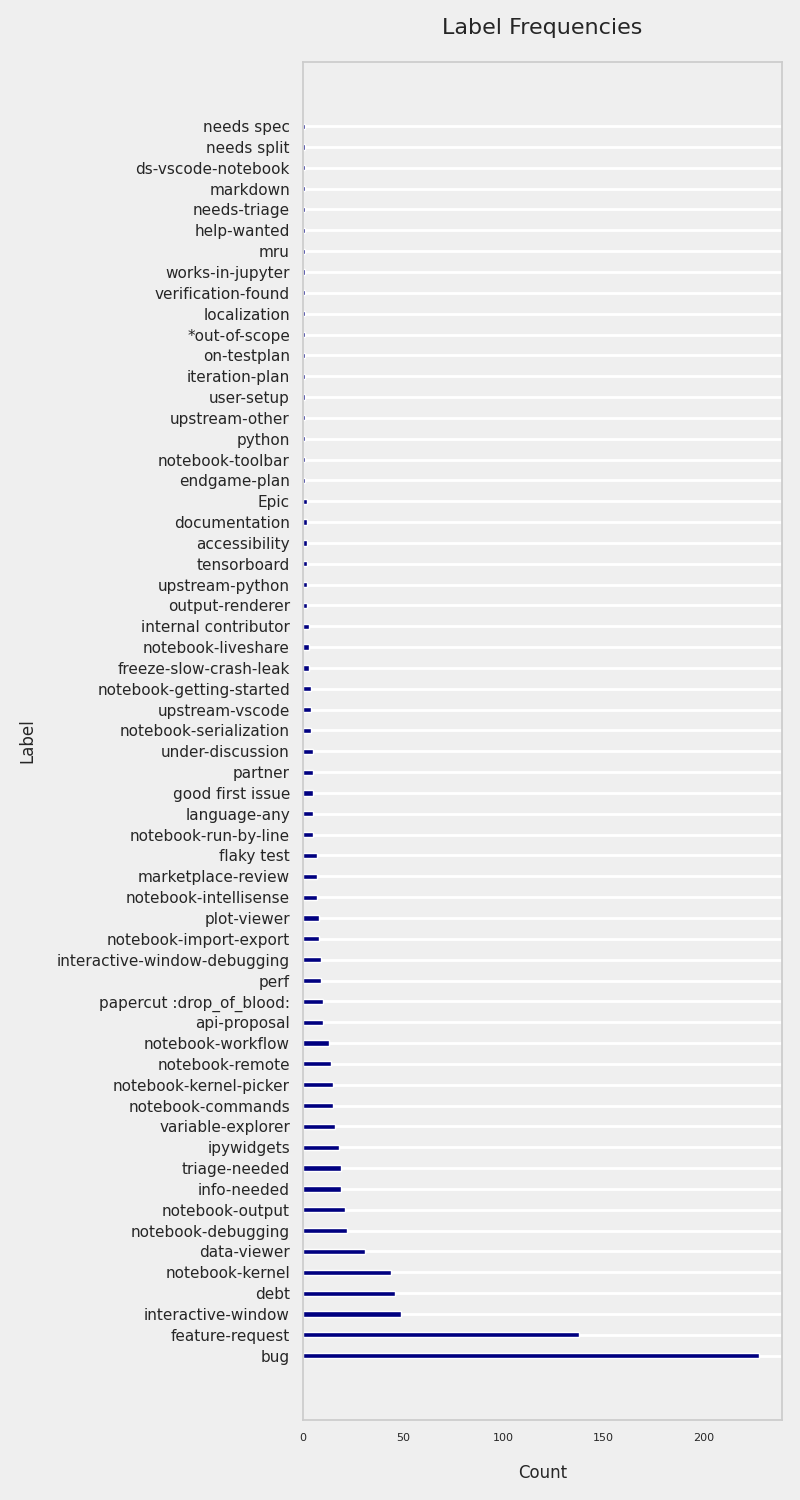 Label Frequencies
needs spec
needs split
ds-vscode-notebook
markdown
needs-triage
help-wanted
mru
works-in-jupyter
verification-found
localization
*out-of-scope
on-testplan
iteration-plan
user-setup
upstream-other
python
notebook-toolbar
endgame-plan
Epic
documentation
accessibility
tensorboard
upstream-python
output-renderer
internal contributor
notebook-liveshare
freeze-slow-crash-leak
notebook-getting-started
upstream-vscode
notebook-serialization
under-discussion
partner
good first issue
language-any
notebook-run-by-line
flaky test
marketplace-review
notebook-intellisense
plot-viewer
notebook-import-export
interactive-window-debugging
perf
papercut :drop_of_blood:
api-proposal
notebook-workflow
notebook-remote
notebook-kernel-picker
notebook-commands
variable-explorer
ipywidgets
triage-needed
info-needed
notebook-output
notebook-debugging
data-viewer
notebook-kernel
debt
interactive-window
feature-request
bug
Label
0 50 100 150 200
Count